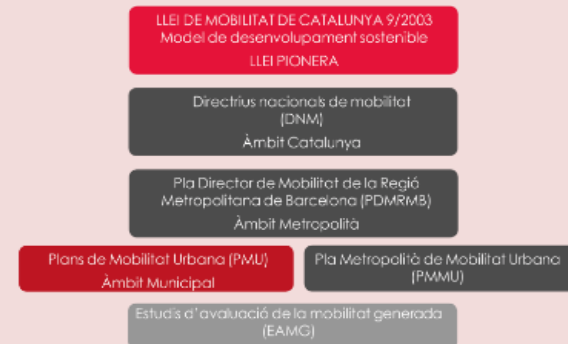 LLEI DE MOBILITAT DE CATALUNYA 9/2003
Model de desenvolupament sostenible
LLEI PIONERA
Directrius nacionals de mobilitat
(DNM)
Àmbit Catalunya
Pla Director de Mobilitat de la Regió
Metropolitana de Barcelona (PDMRMB)
Àmbit Metropolità
Plans de Mobilitat Urbana (PMU)
Àmbit Municipal
Pla Metropolità de Mobilitat Urbana
(PMMU)
Estudis d'avaluació de la mobilitat generada
(EAMG)